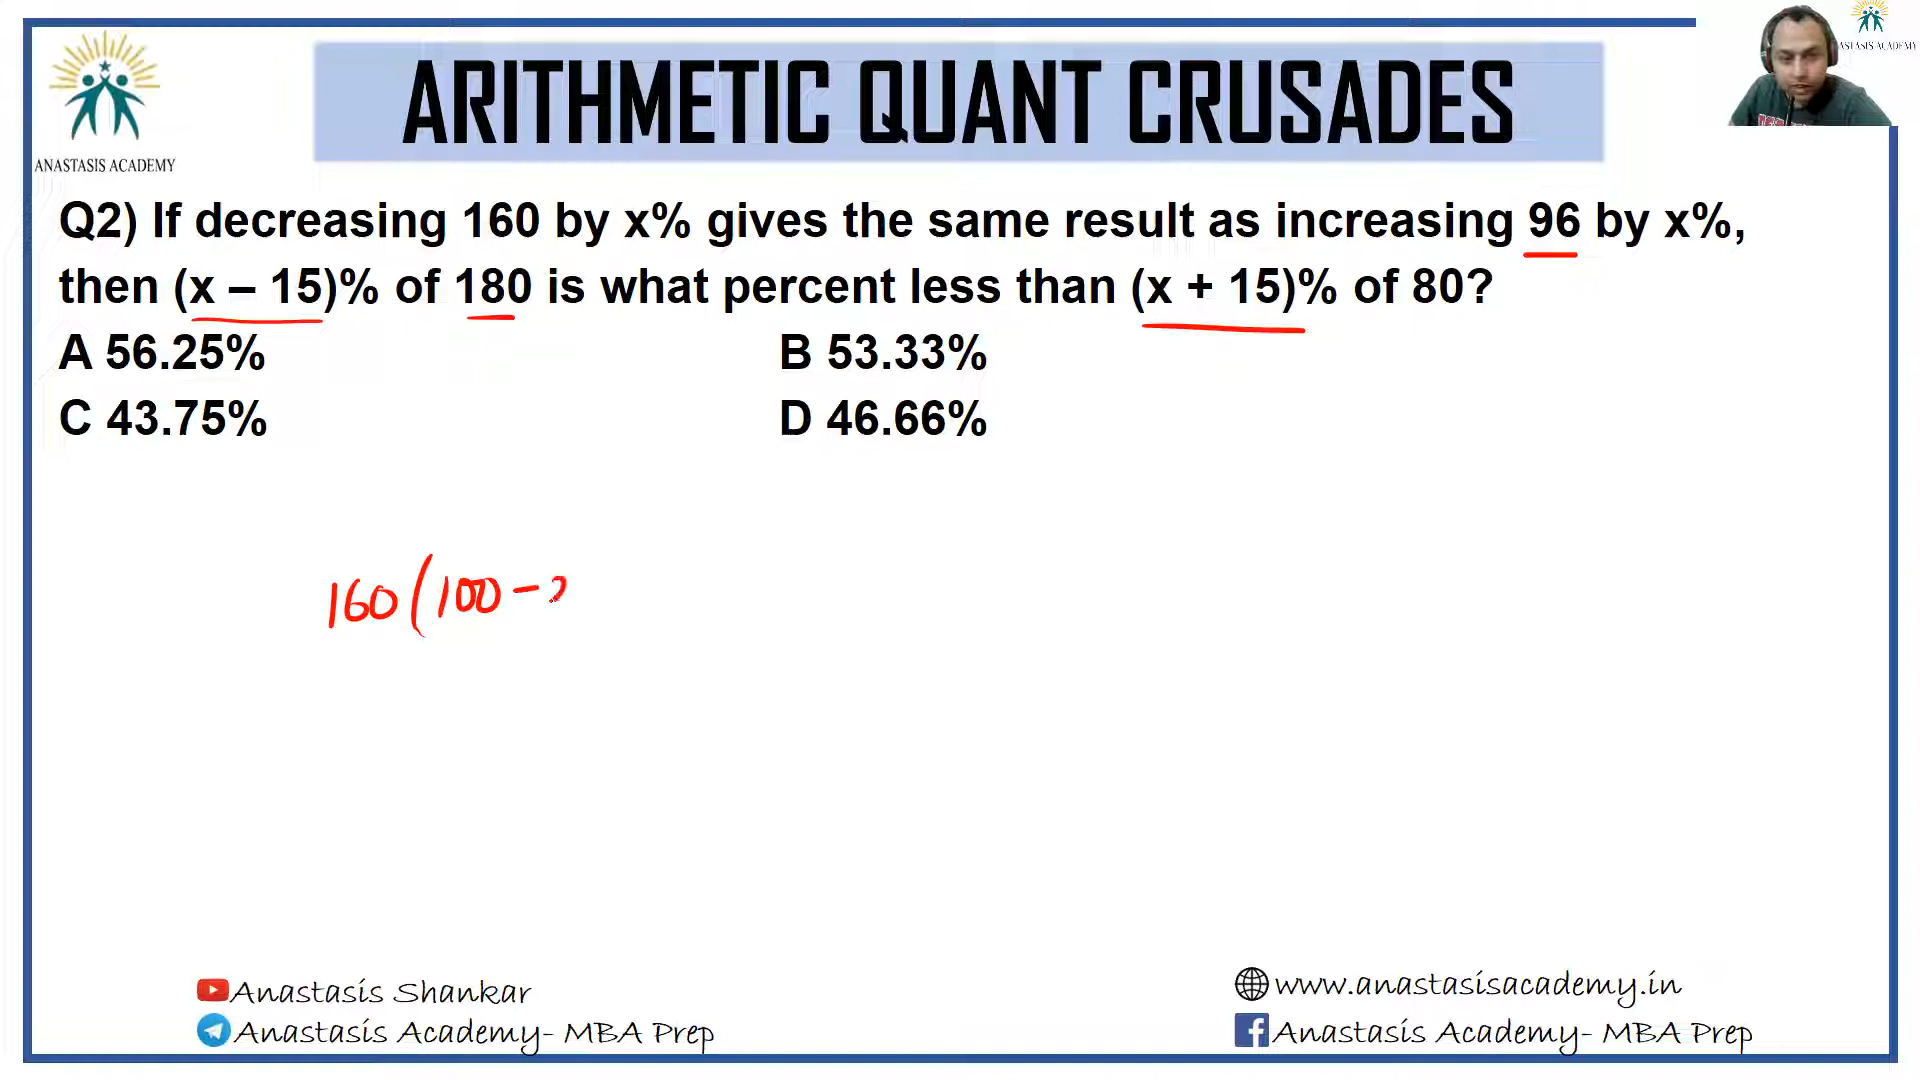 ANASTASIS ACADEMY
ARITHMETIC QUANT CRUSADES
Q2) If decreasing 160 by x% gives the same result as increasing 96 by x%,
then (x – 15)% of 180 is what percent less than (x + 15)% of 80?
A 56.25%
B 53.33%
C 43.75%
D 46.66%
160(100-
Anastasis Shankar
Anastasis Academy- MBA Prep
www.anastasisacademy.in
Anastasis Academy- MBA Prep